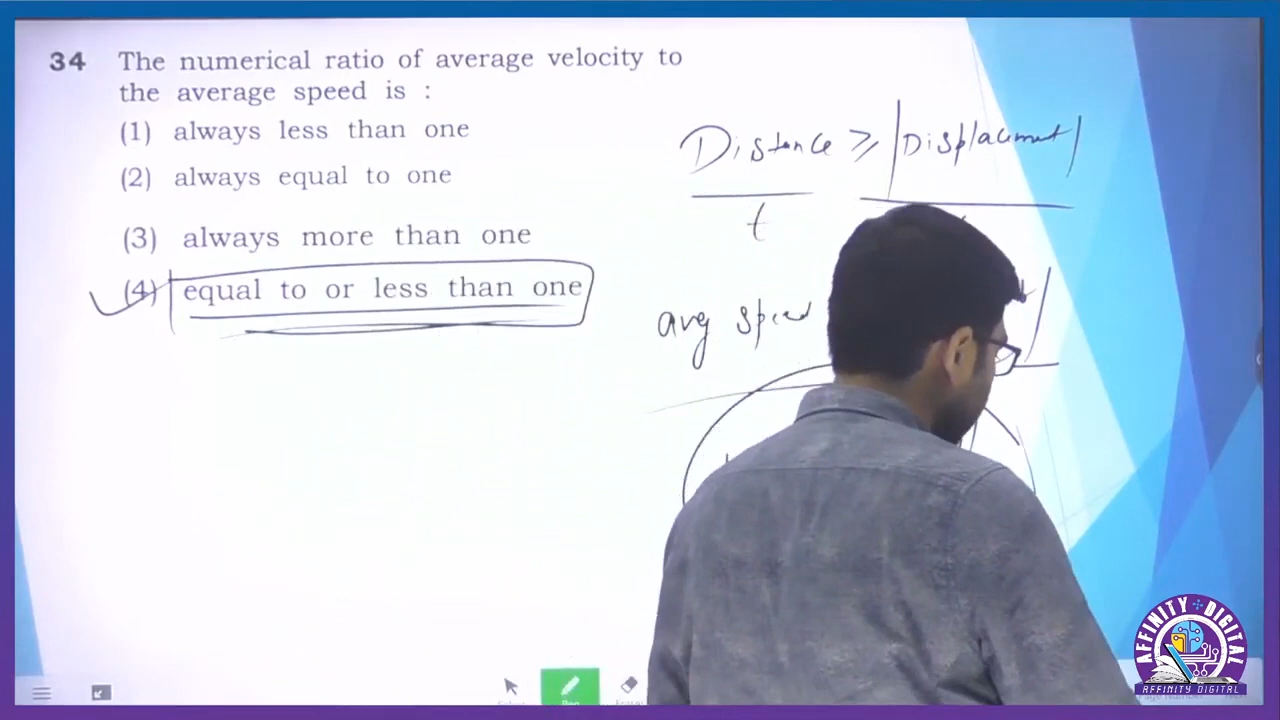 34 The numerical ratio of average velocity to
the average speed is :
(1) always less than one
(2) always equal to one
(3) always more than one
(4) equal to or less than one
Distance ≥ |Displacement|
t
avg speed
AFFINITY DIGITAL
AFFINITY DIGITAL